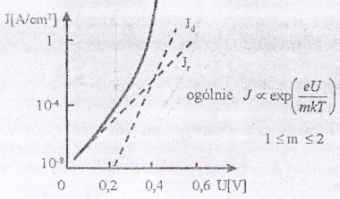 J[A/cm²]
1
J_d
J_r
ogólnie J ∝ exp(eU/mkT)
10⁻⁴
1 ≤ m ≤ 2
10⁻⁸
0 0,2 0,4 0,6 U[V]